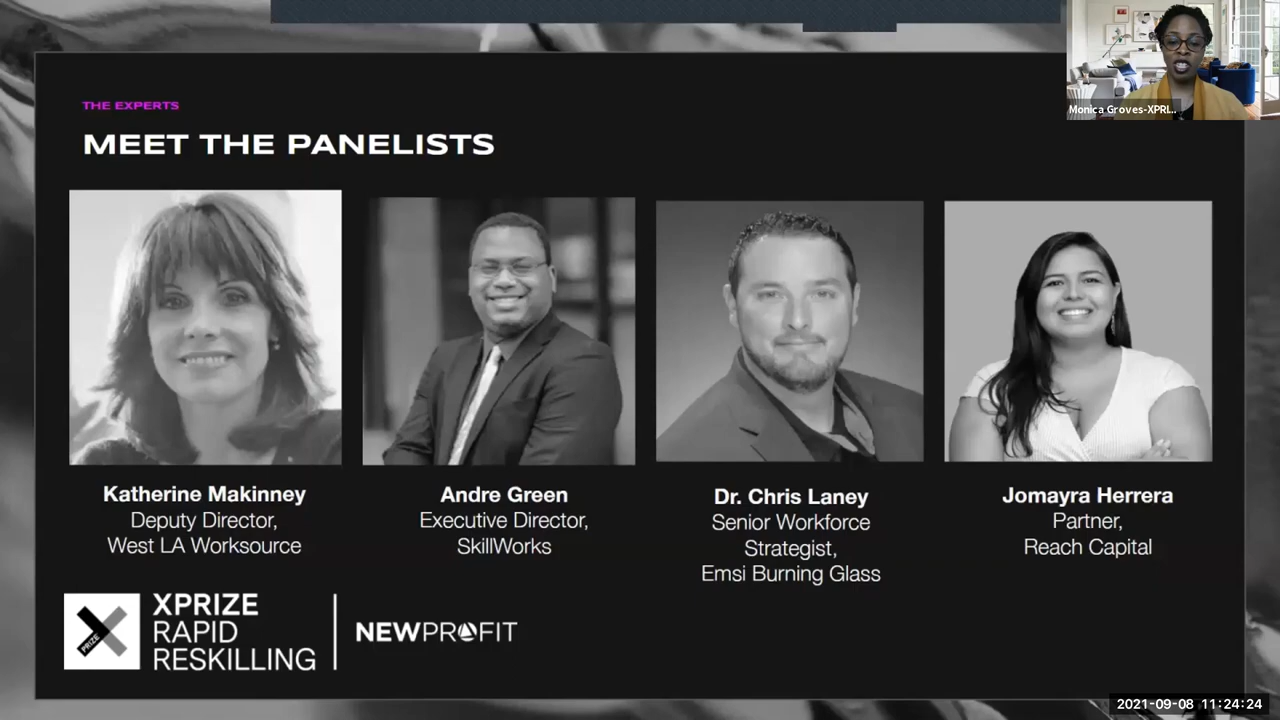 Monica Groves-XPRI...
THE EXPERTS
MEET THE PANELISTS
Katherine Makinney
Deputy Director,
West LA Worksource
Andre Green
Executive Director,
SkillWorks
Dr. Chris Laney
Senior Workforce
Strategist,
Emsi Burning Glass
Jomayra Herrera
Partner,
Reach Capital
PRIZE
XPRIZE
RAPID
RESKILLING
NEWPROFIT
2021-09-08 11:24:24